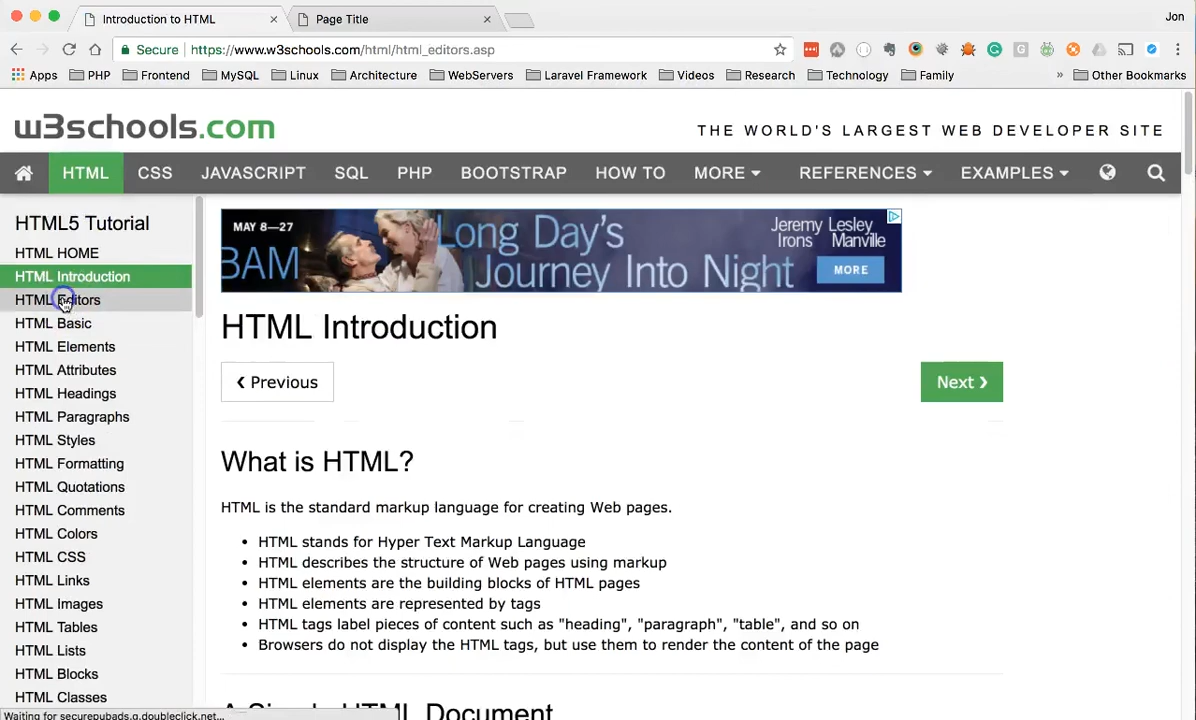 Introduction to HTML
Page Title
Jon
Secure
https://www.w3schools.com/html/html_editors.asp
Apps
PHP
Frontend
MySQL
Linux
Architecture
WebServers
Laravel Framework
Videos
Research
Technology
Family
»
Other Bookmarks
w3schools.com
THE WORLD'S LARGEST WEB DEVELOPER SITE
HTML
CSS
JAVASCRIPT
SQL
PHP
BOOTSTRAP
HOW TO
MORE
REFERENCES
EXAMPLES
HTML5 Tutorial
HTML HOME
HTML Introduction
HTML Editors
HTML Basic
HTML Elements
HTML Attributes
HTML Headings
HTML Paragraphs
HTML Styles
HTML Formatting
HTML Quotations
HTML Comments
HTML Colors
HTML CSS
HTML Links
HTML Images
HTML Tables
HTML Lists
HTML Blocks
HTML Classes
MAY 8—27
BAM
Long Day's
Journey Into Night
Jeremy Lesley
Irons Manville
MORE
HTML Introduction
❮ Previous
Next ❯
What is HTML?
HTML is the standard markup language for creating Web pages.
• HTML stands for Hyper Text Markup Language
• HTML describes the structure of Web pages using markup
• HTML elements are the building blocks of HTML pages
• HTML elements are represented by tags
• HTML tags label pieces of content such as "heading", "paragraph", "table", and so on
• Browsers do not display the HTML tags, but use them to render the content of the page
A Simple HTML Document
Waiting for securepubads.g.doubleclick.net...